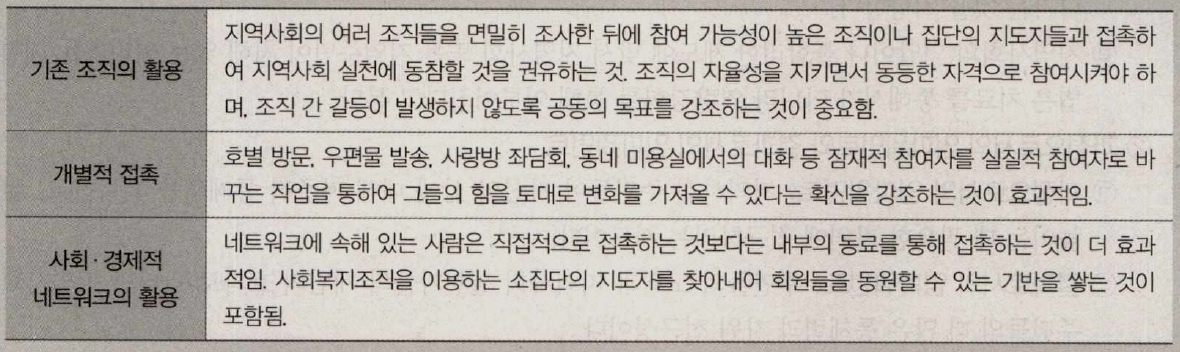 기존 조직의 활용
지역사회의 여러 조직들을 면밀히 조사한 뒤에 참여 가능성이 높은 조직이나 집단의 지도자들과 접촉하
여 지역사회 실천에 동참할 것을 권유하는 것. 조직의 자율성을 지키면서 동등한 자격으로 참여시켜야 하
며, 조직 간 갈등이 발생하지 않도록 공동의 목표를 강조하는 것이 중요함.
개별적 접촉
호별 방문, 우편물 발송, 사랑방 좌담회, 동네 미용실에서의 대화 등 잠재적 참여자를 실질적 참여자로 바
꾸는 작업을 통하여 그들의 힘을 토대로 변화를 가져올 수 있다는 확신을 강조하는 것이 효과적임.
사회·경제적
네트워크의 활용
네트워크에 속해 있는 사람은 직접적으로 접촉하는 것보다는 내부의 동료를 통해 접촉하는 것이 더 효과
적임. 사회복지조직을 이용하는 소집단의 지도자를 찾아내어 회원들을 동원할 수 있는 기반을 쌓는 것이
포함됨.